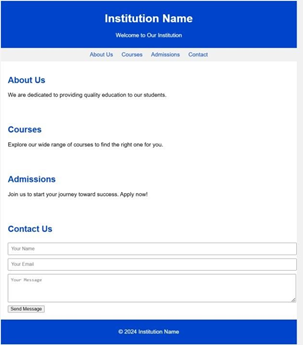 Institution Name
Welcome to Our Institution
About Us Courses Admissions Contact
About Us
We are dedicated to providing quality education to our students.
Courses
Explore our wide range of courses to find the right one for you.
Admissions
Join us to start your journey toward success. Apply now!
Contact Us
Your Name
Your Email
Your Message
Send Message
© 2024 Institution Name